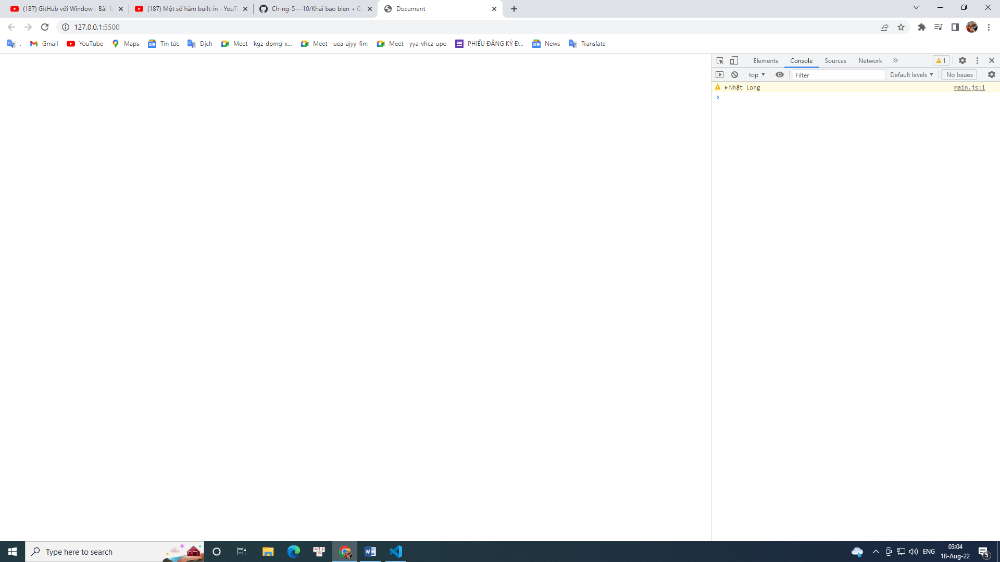 (187) GitHub với Window - Bài 1:
(187) Một số hàm built-in - YouTu
Ch-ng-5---10/Khai bao bien + Co
Document
127.0.0.1:5500
.
Gmail
YouTube
Maps
Tin tức
Dịch
Meet - kgz-dpmg-x...
Meet - uea-ajyy-fim
Meet - yya-vhcz-upo
PHIẾU ĐĂNG KÝ Đ...
News
Translate
Elements
Console
Sources
Network
1
top
Filter
Default levels
No Issues
Nhật Long
main.js:1
Type here to search
ENG
03:04
18-Aug-22
5